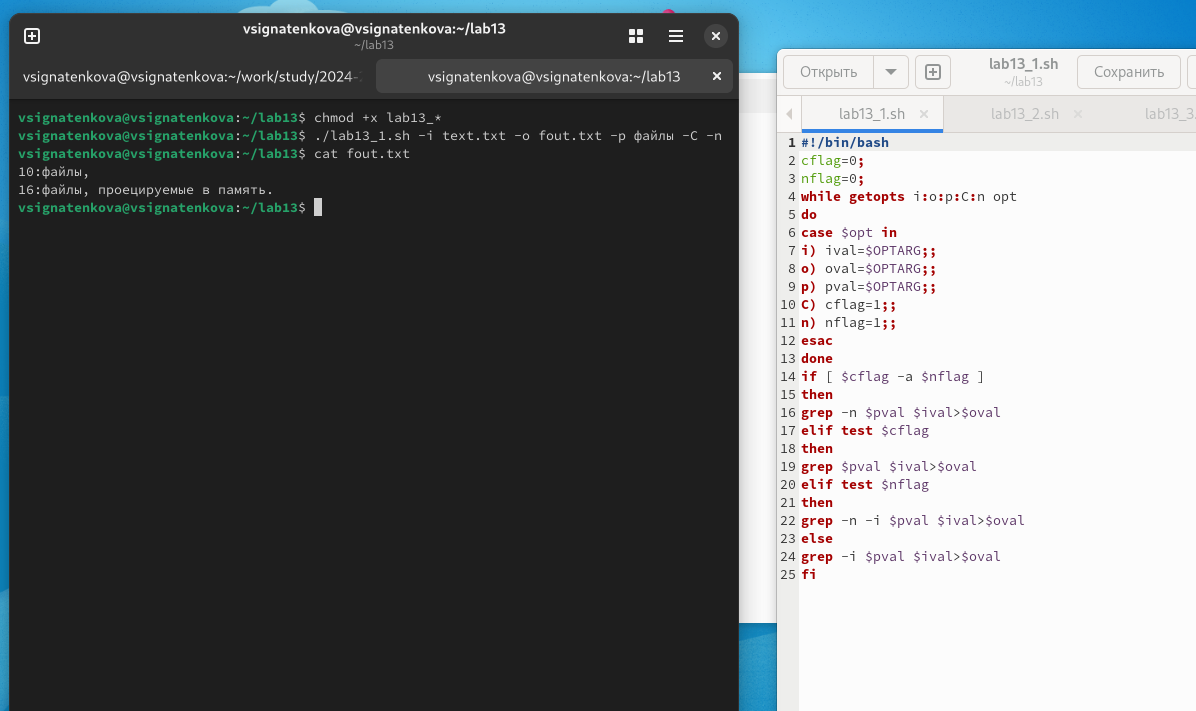 vsignatenkova@vsignatenkova:~/lab13
~/lab13
vsignatenkova@vsignatenkova:~/work/study/2024-
vsignatenkova@vsignatenkova:~/lab13
vsignatenkova@vsignatenkova:~/lab13$ chmod +x lab13_*
vsignatenkova@vsignatenkova:~/lab13$ ./lab13_1.sh -i text.txt -o fout.txt -p файлы -C -n
vsignatenkova@vsignatenkova:~/lab13$ cat fout.txt
10:файлы,
16:файлы, проецируемые в память.
vsignatenkova@vsignatenkova:~/lab13$
Открыть
lab13_1.sh
~/lab13
Сохранить
lab13_1.sh
lab13_2.sh
lab13_3.
1 #!/bin/bash
2 cflag=0;
3 nflag=0;
4 while getopts i:o:p:C:n opt
5 do
6 case $opt in
7 i) ival=$OPTARG;;
8 o) oval=$OPTARG;;
9 p) pval=$OPTARG;;
10 C) cflag=1;;
11 n) nflag=1;;
12 esac
13 done
14 if [ $cflag -a $nflag ]
15 then
16 grep -n $pval $ival>$oval
17 elif test $cflag
18 then
19 grep $pval $ival>$oval
20 elif test $nflag
21 then
22 grep -n -i $pval $ival>$oval
23 else
24 grep -i $pval $ival>$oval
25 fi